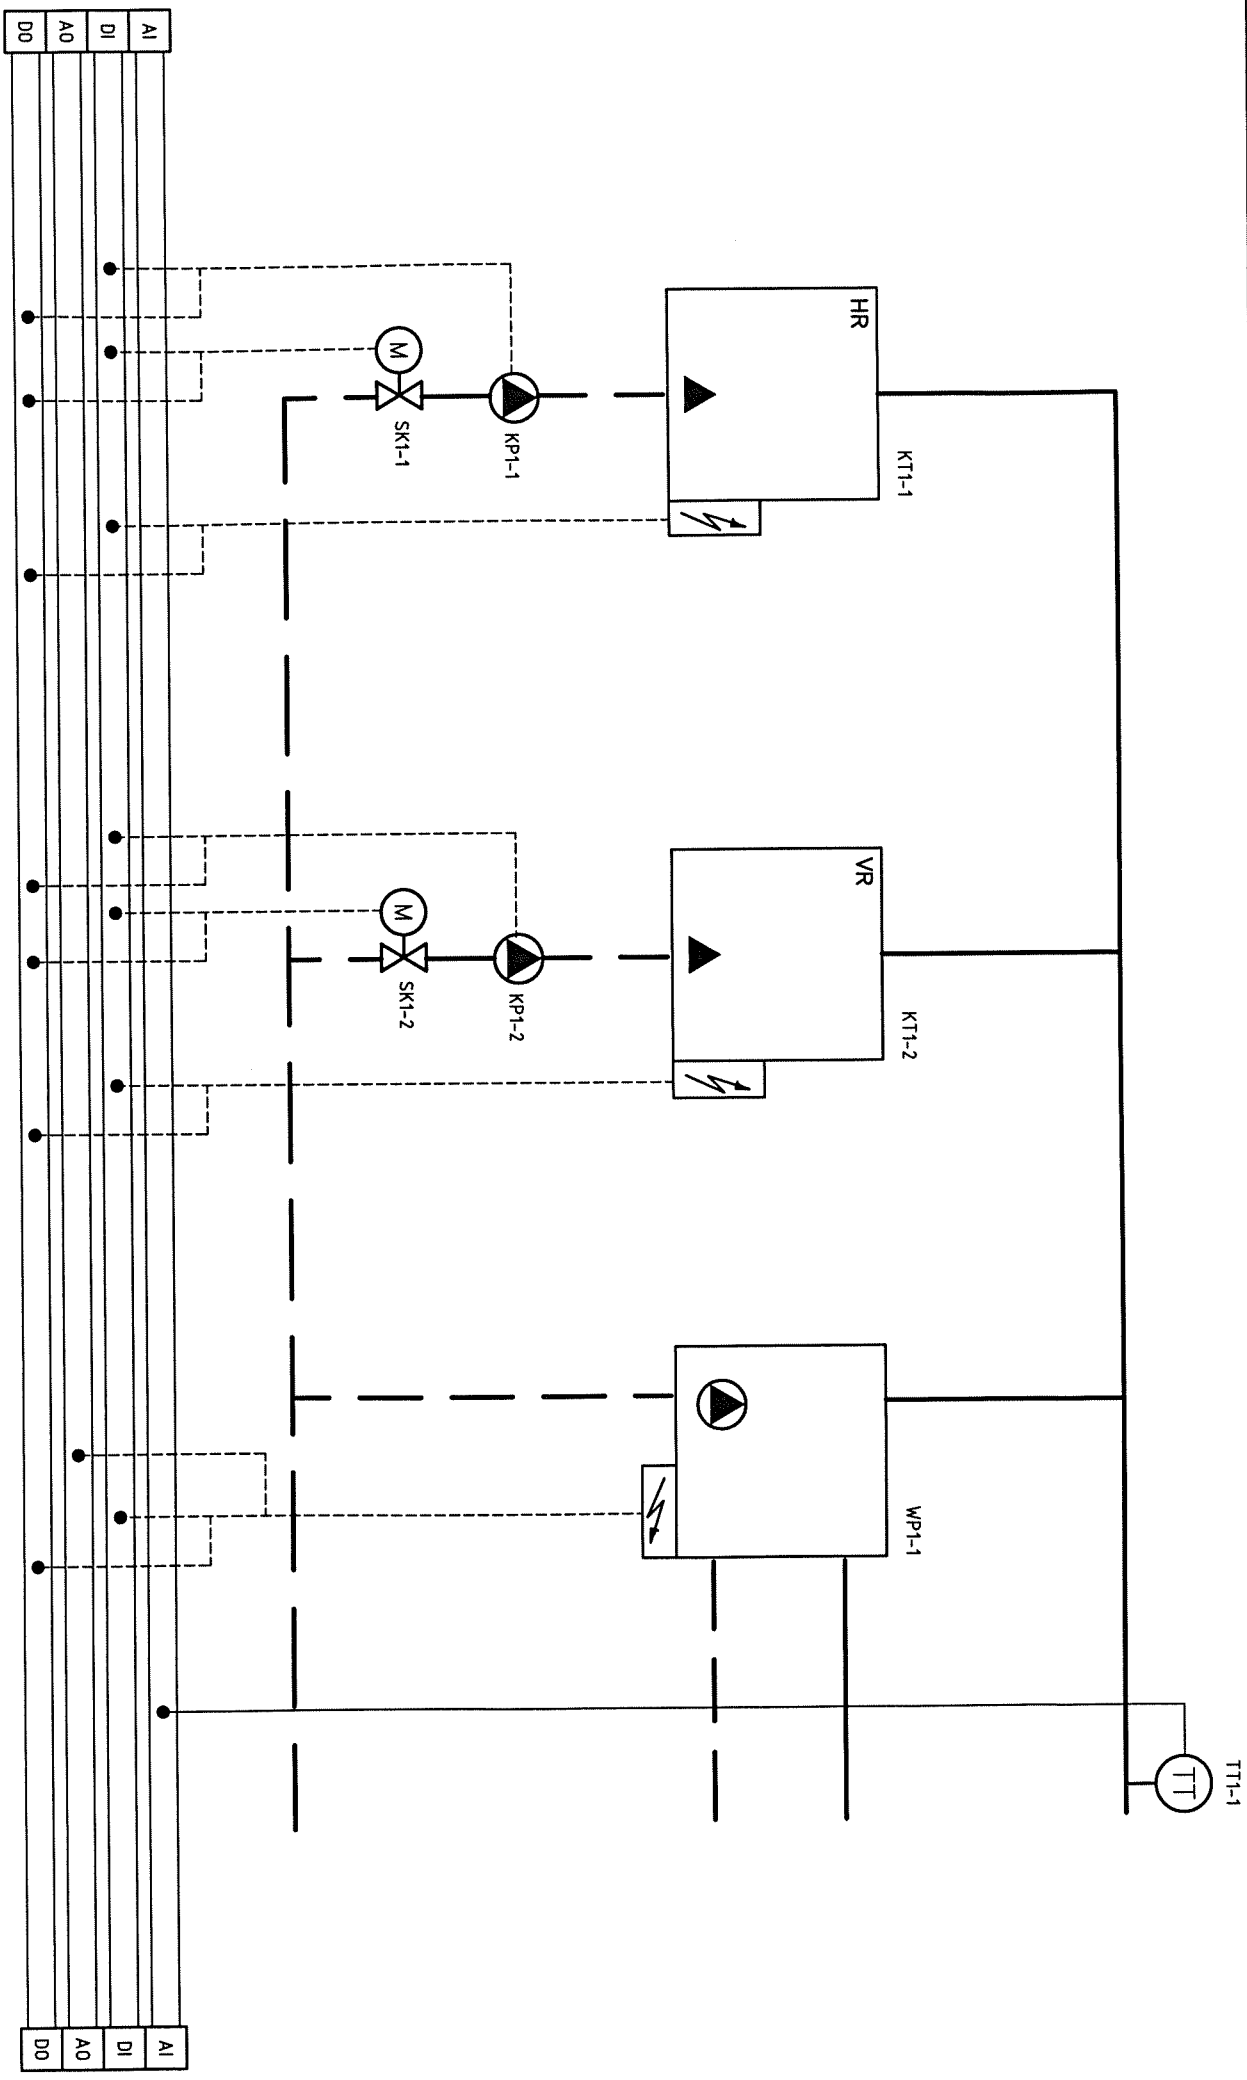 TT1-1
TT
HR
KT1-1
VR
KT1-2
WP1-1
KP1-1
KP1-2
M
SK1-1
M
SK1-2
AI
DI
AO
DO
AI
DI
AO
DO